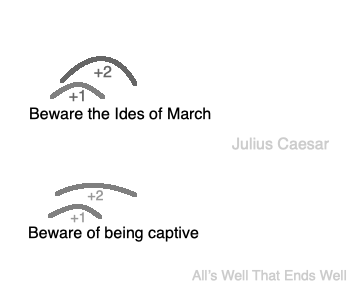 +2
+1
Beware the Ides of March
Julius Caesar
+2
+1
Beware of being captive
All's Well That Ends Well